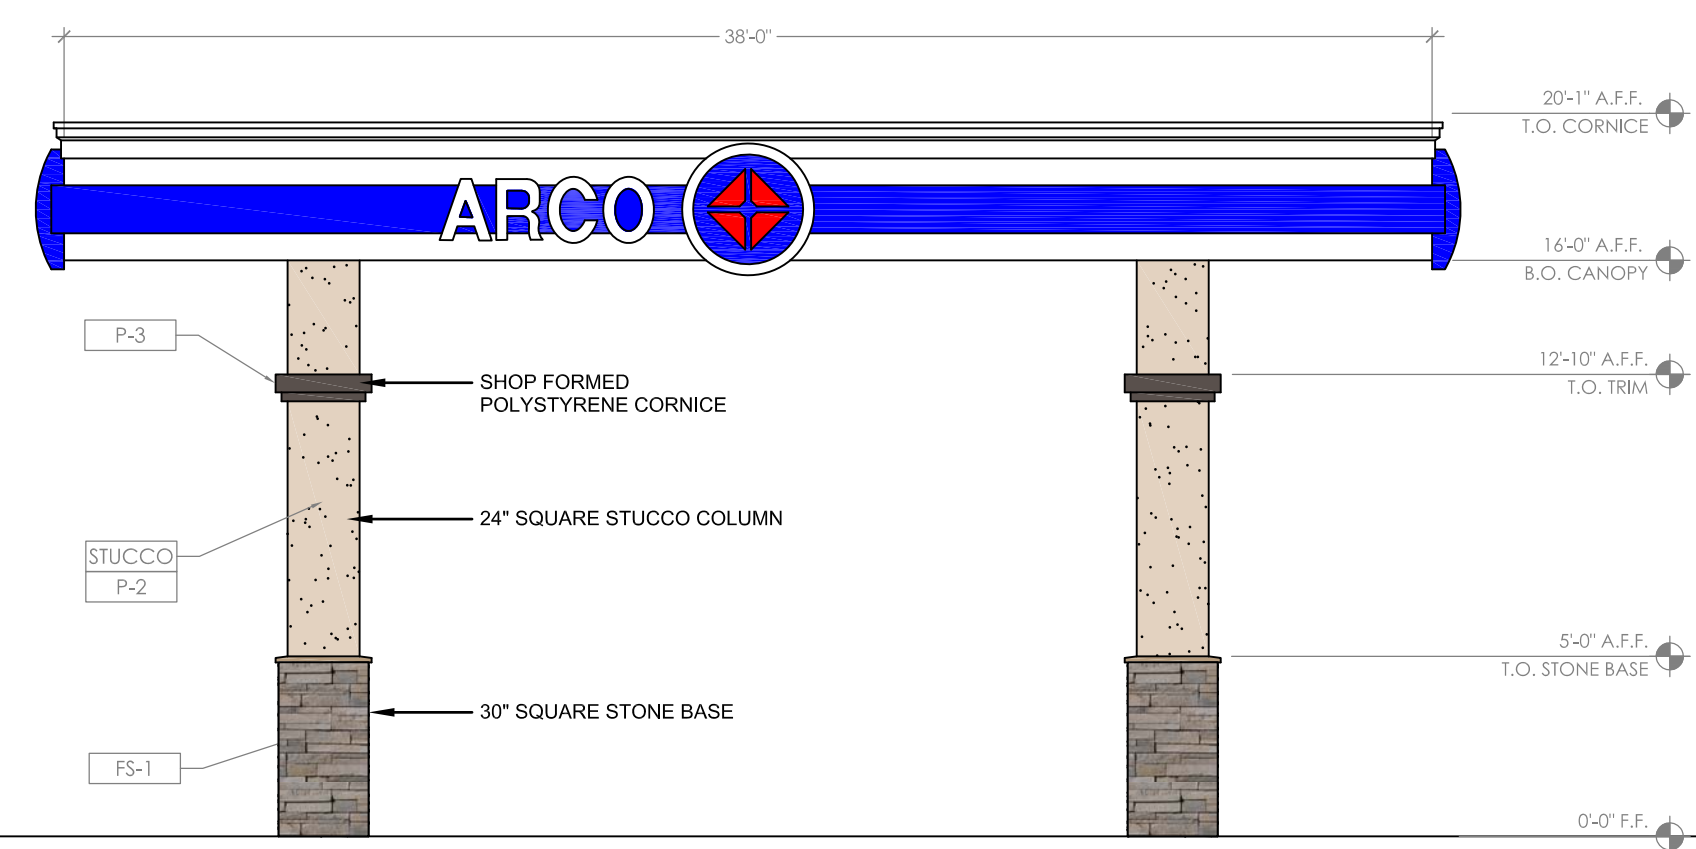 38'-0"
20'-1" A.F.F.
T.O. CORNICE
ARCO
16'-0" A.F.F.
B.O. CANOPY
P-3
SHOP FORMED
POLYSTYRENE CORNICE
12'-10" A.F.F.
T.O. TRIM
24" SQUARE STUCCO COLUMN
STUCCO
P-2
5'-0" A.F.F.
T.O. STONE BASE
30" SQUARE STONE BASE
FS-1
0'-0" F.F.